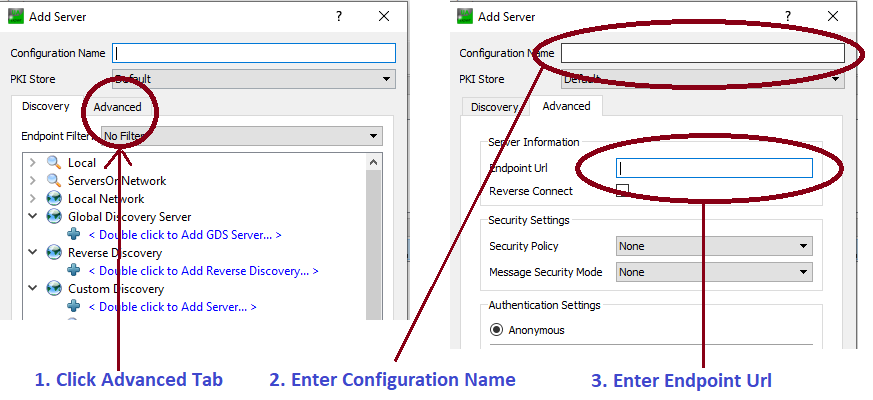 Add Server
? ✕
Configuration Name
PKI Store Default
Discovery Advanced
Endpoint Filter: No Filter
Local
ServersOnNetwork
Local Network
Global Discovery Server
< Double click to Add GDS Server... >
Reverse Discovery
< Double click to Add Reverse Discovery... >
Custom Discovery
< Double click to Add Server... >
Add Server
? ✕
Configuration Name
PKI Store Default
Discovery Advanced
Server Information
Endpoint Url
Reverse Connect
Security Settings
Security Policy None
Message Security Mode None
Authentication Settings
Anonymous
1. Click Advanced Tab
2. Enter Configuration Name
3. Enter Endpoint Url